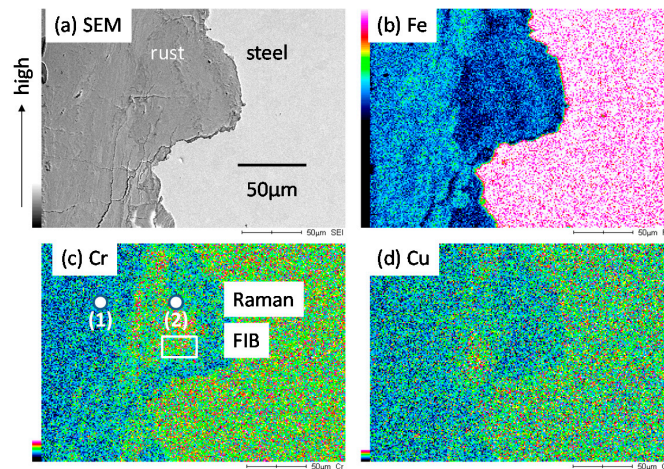 (a) SEM
rust
steel
high
50μm
50μm SEI
(b) Fe
50μm F
(c) Cr
(1)
(2)
Raman
FIB
50μm Cr
(d) Cu
50μm C